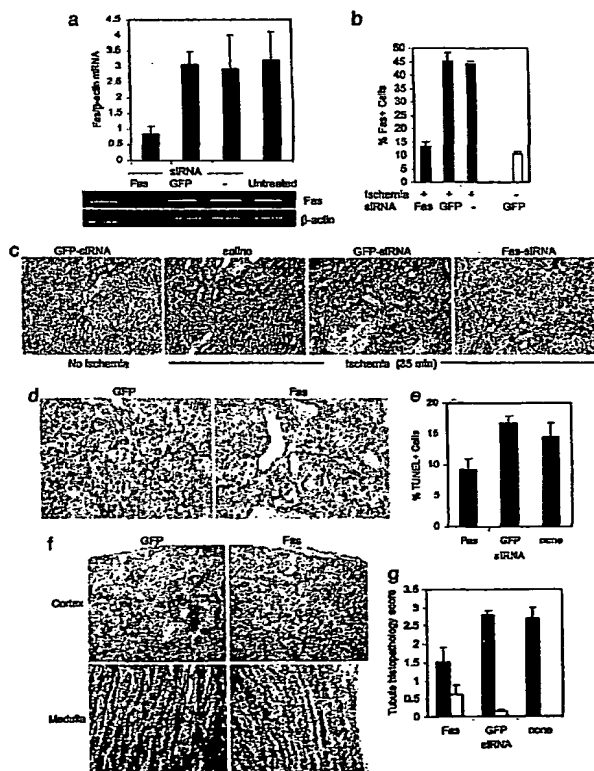 a
Fas/β-actin mRNA
4.5
4
3.5
3
2.5
2
1.5
1
0.5
0
siRNA
Fas GFP - Untreated
Fas
β-actin
b
% Fas+ Cells
50
45
40
35
30
25
20
15
10
5
0
Ischemia + + + -
siRNA Fas GFP - GFP
c
GFP-siRNA saline GFP-siRNA Fas-siRNA
No Ischemia Ischemia (35 min)
d
GFP Fas
e
% TUNEL+ Cells
20
15
10
5
0
Fas GFP none
siRNA
f
GFP Fas
Cortex
Medulla
g
Tubule histopathology score
3.5
3
2.5
2
1.5
1
0.5
0
Fas GFP none
siRNA